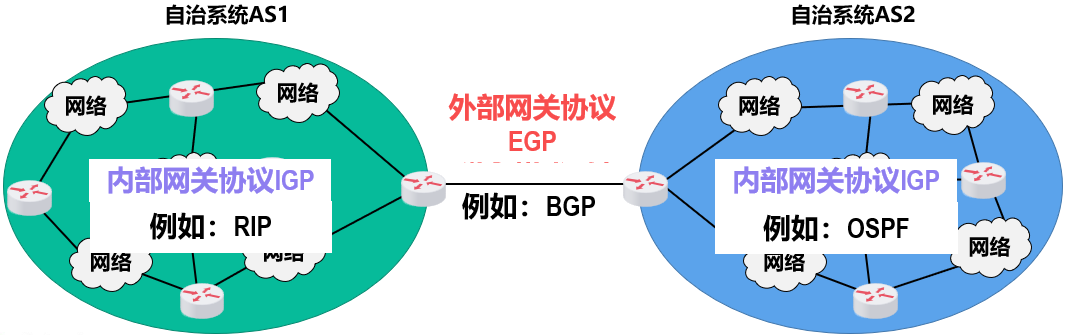 自治系统AS1
自治系统AS2
网络
网络
网络
网络
外部网关协议
EGP
内部网关协议IGP
例如：RIP
例如：BGP
内部网关协议IGP
例如：OSPF
网络
网络
网络
网络